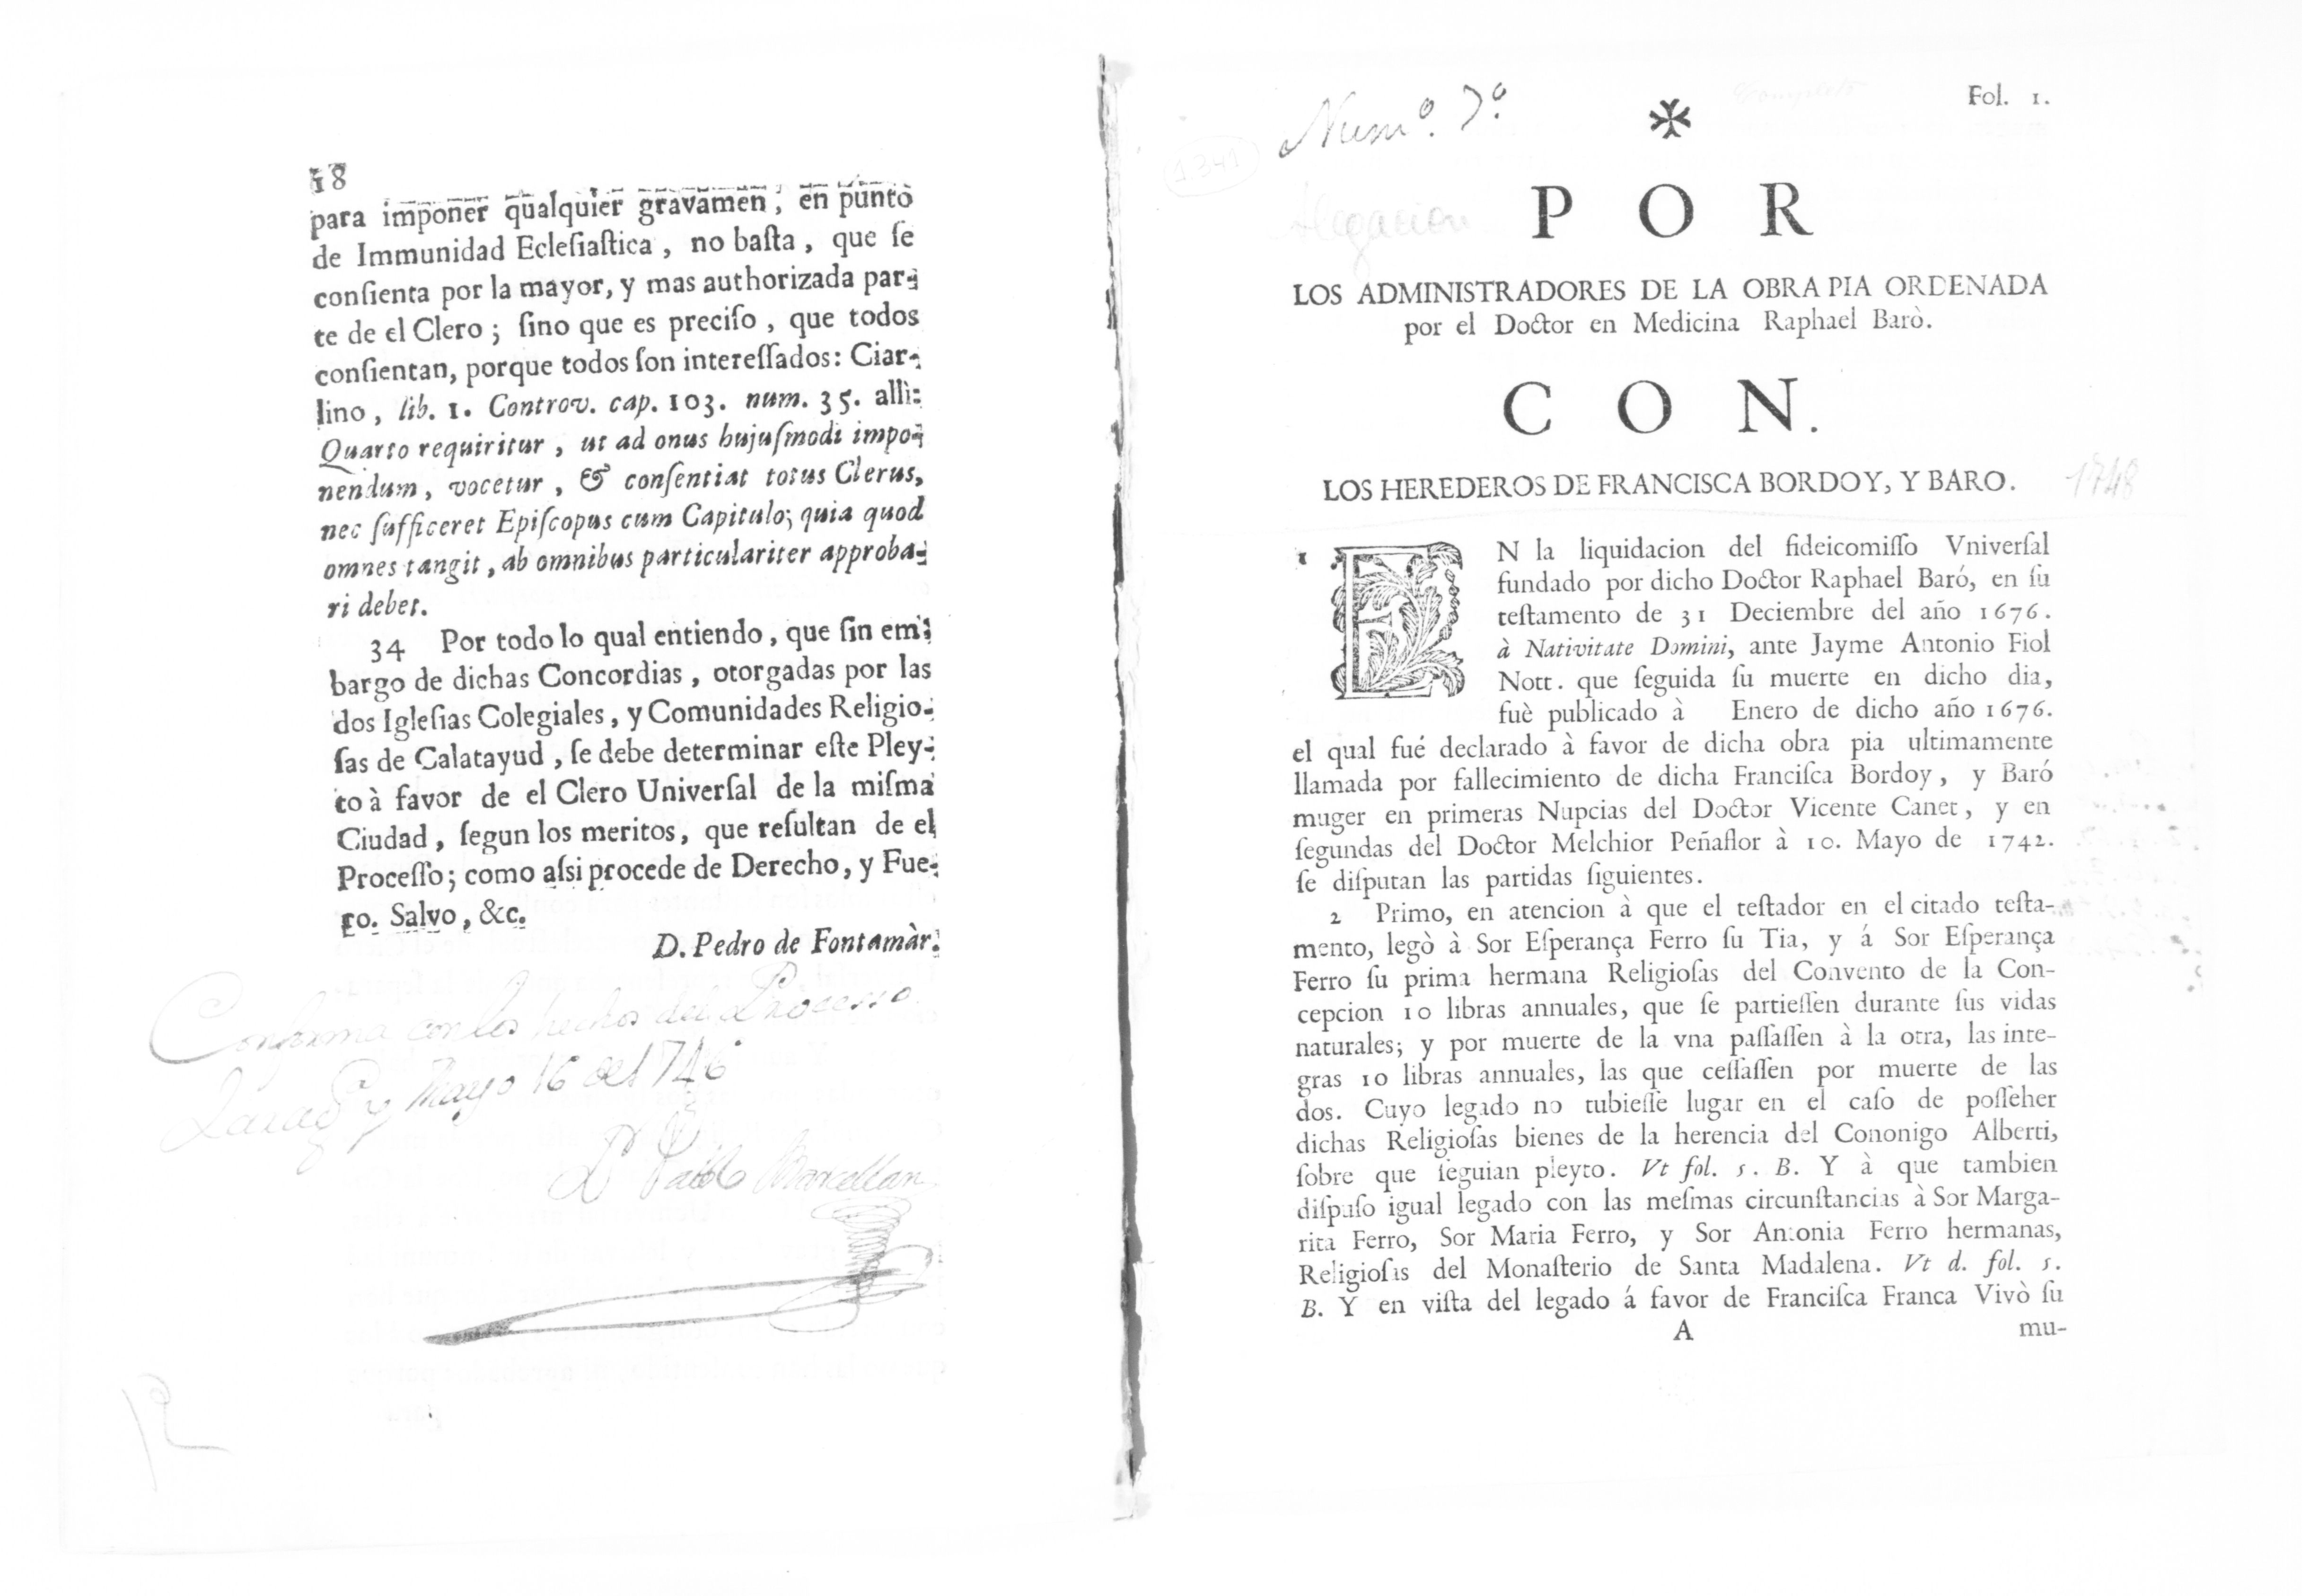 18
para imponer qualquier gravamen, en punto
de Immunidad Eclesiastica, no basta, que se
consienta por la mayor, y mas authorizada par-
te de el Clero; sino que es preciso, que todos
consientan, porque todos son interessados: Ciar-
lino, lib. 1. Controv. cap. 103. num. 35. allì:
Quarto requiritur, ut ad onus hujusmodi impo-
nendum, vocetur, & consentiat totus Clerus,
nec sufficeret Episcopus cum Capitulo; quia quod
omnes tangit, ab omnibus particulariter approba-
ri debet.
34 Por todo lo qual entiendo, que sin em-
bargo de dichas Concordias, otorgadas por las
dos Iglesias Colegiales, y Comunidades Religio-
sas de Calatayud, se debe determinar este Pley-
to à favor de el Clero Universal de la misma
Ciudad, segun los meritos, que resultan de el
Processo; como assi procede de Derecho, y Fue-
ro. Salvo, &c.
D. Pedro de Fontamàr.
Conforma con los hechos del Processo
Zarag y Mayo 16 de 1746
Dr Pablo Marcellan
Numº. 7º.
Completo
Fol. 1.
1.341
Alegacion
POR
LOS ADMINISTRADORES DE LA OBRA PIA ORDENADA
por el Doctor en Medicina Raphael Barò.
CON.
LOS HEREDEROS DE FRANCISCA BORDOY, Y BARO.
1748
1 EN la liquidacion del fideicomisso Vniversal
fundado por dicho Doctor Raphael Baró, en su
testamento de 31 Deciembre del año 1676.
à Nativitate Domini, ante Jayme Antonio Fiol
Nott. que seguida su muerte en dicho dia,
fuè publicado à Enero de dicho año 1676.
el qual fué declarado à favor de dicha obra pia ultimamente
llamada por fallecimiento de dicha Francisca Bordoy, y Baró
muger en primeras Nupcias del Doctor Vicente Canet, y en
segundas del Doctor Melchior Peñaflor à 10. Mayo de 1742.
se disputan las partidas siguientes.
2 Primo, en atencion à que el testador en el citado testa-
mento, legò à Sor Esperança Ferro su Tia, y á Sor Esperança
Ferro su prima hermana Religiosas del Convento de la Con-
cepcion 10 libras annuales, que se partiessen durante sus vidas
naturales; y por muerte de la vna passassen à la otra, las inte-
gras 10 libras annuales, las que cessassen por muerte de las
dos. Cuyo legado no tubiesse lugar en el caso de posseher
dichas Religiosas bienes de la herencia del Cononigo Alberti,
sobre que seguian pleyto. Vt fol. 5. B. Y à que tambien
dispuso igual legado con las mesmas circunstancias à Sor Marga-
rita Ferro, Sor Maria Ferro, y Sor Antonia Ferro hermanas,
Religiosas del Monasterio de Santa Madalena. Vt d. fol. 5.
B. Y en vista del legado á favor de Francisca Franca Vivò su
A mu-